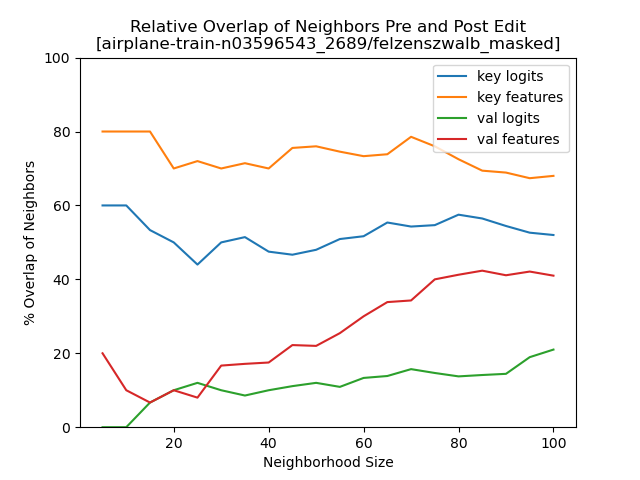 Relative Overlap of Neighbors Pre and Post Edit
[airplane-train-n03596543_2689/felzenszwalb_masked]
key logits
key features
val logits
val features
% Overlap of Neighbors
100
80
60
40
20
0
20 40 60 80 100
Neighborhood Size